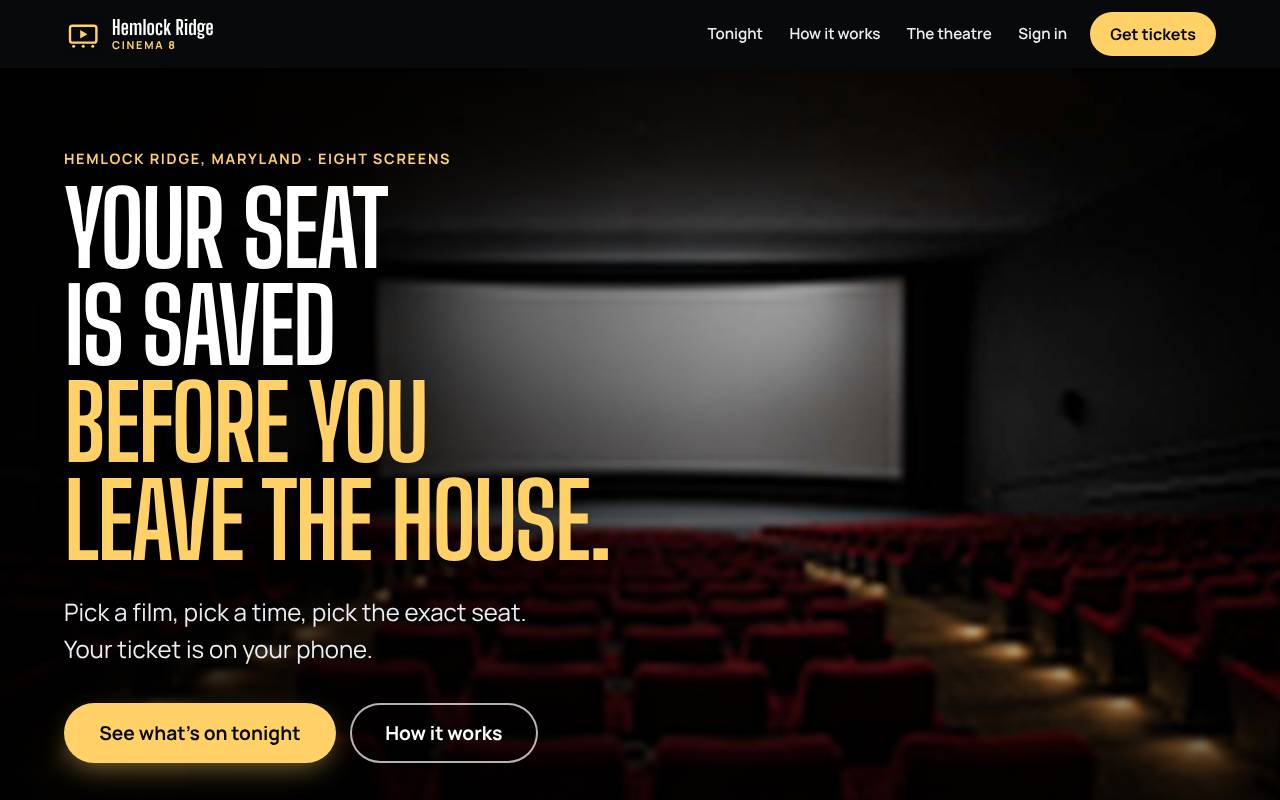 Hemlock Ridge
CINEMA 8
Tonight
How it works
The theatre
Sign in
Get tickets
HEMLOCK RIDGE, MARYLAND · EIGHT SCREENS
YOUR SEAT
IS SAVED
BEFORE YOU
LEAVE THE HOUSE.
Pick a film, pick a time, pick the exact seat.
Your ticket is on your phone.
See what's on tonight
How it works